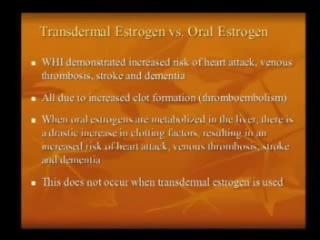 Transdermal Estrogen vs. Oral Estrogen
WHI demonstrated increased risk of heart attack, venous
thrombosis, stroke and dementia
All due to increased clot formation (thromboembolism)
When oral estrogens are metabolized in the liver, there is
a drastic increase in clotting factors, resulting in an
increased risk of heart attack, venous thrombosis, stroke
and dementia
This does not occur when transdermal estrogen is used